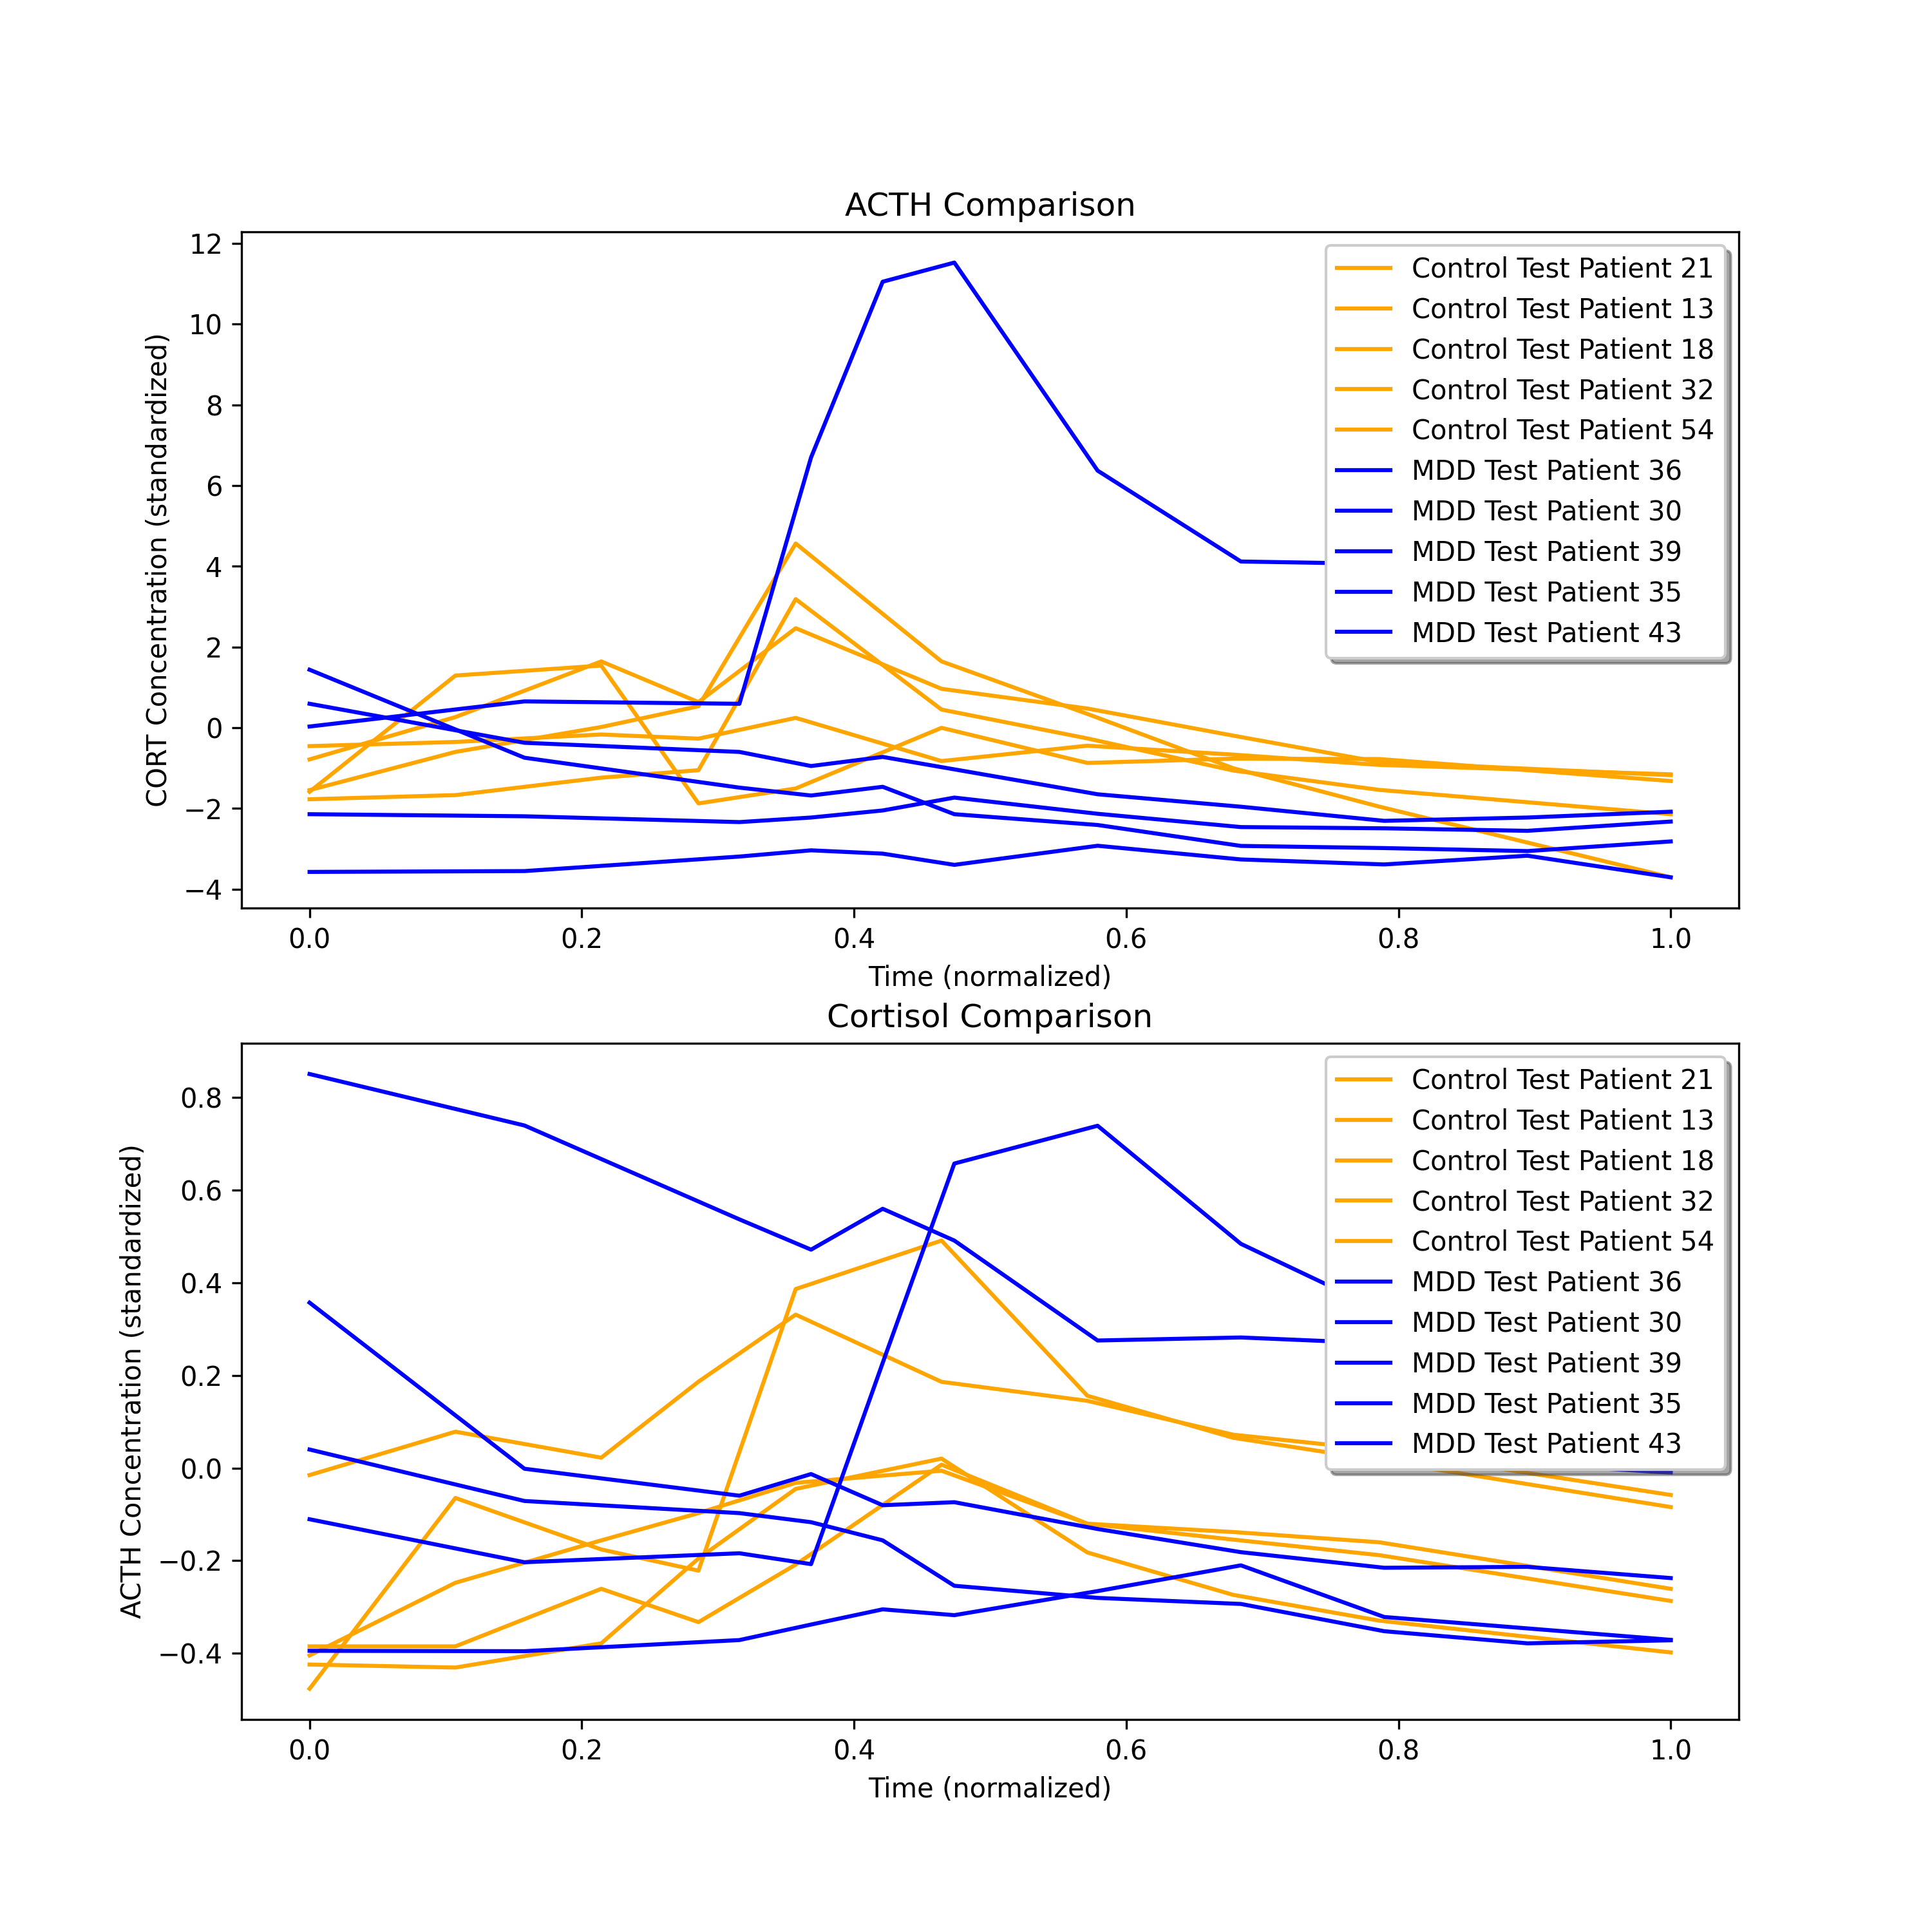 ACTH Comparison
12
10
8
6
4
2
0
−2
−4
CORT Concentration (standardized)
Control Test Patient 21
Control Test Patient 13
Control Test Patient 18
Control Test Patient 32
Control Test Patient 54
MDD Test Patient 36
MDD Test Patient 30
MDD Test Patient 39
MDD Test Patient 35
MDD Test Patient 43
0.0 0.2 0.4 0.6 0.8 1.0
Time (normalized)
Cortisol Comparison
0.8
0.6
0.4
0.2
0.0
−0.2
−0.4
ACTH Concentration (standardized)
Control Test Patient 21
Control Test Patient 13
Control Test Patient 18
Control Test Patient 32
Control Test Patient 54
MDD Test Patient 36
MDD Test Patient 30
MDD Test Patient 39
MDD Test Patient 35
MDD Test Patient 43
0.0 0.2 0.4 0.6 0.8 1.0
Time (normalized)